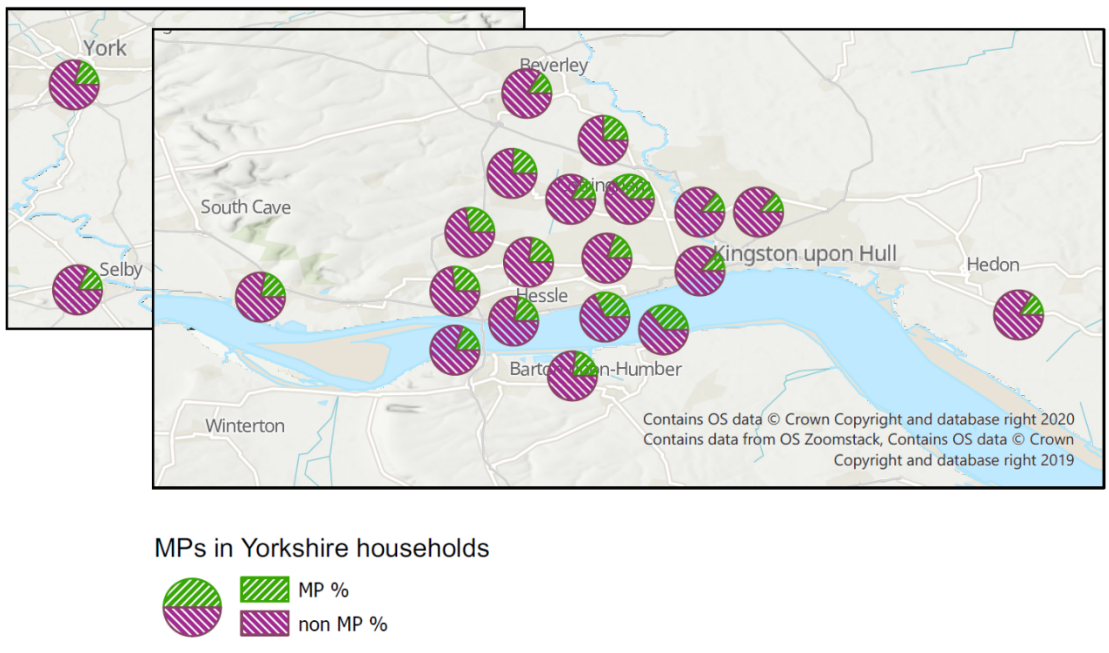 York
Beverley
South Cave
Kingston upon Hull
Selby
Hedon
Hessle
Winterton
Contains OS data © Crown Copyright and database right 2020
Contains data from OS Zoomstack, Contains OS data © Crown
Copyright and database right 2019
MPs in Yorkshire households
MP %
non MP %